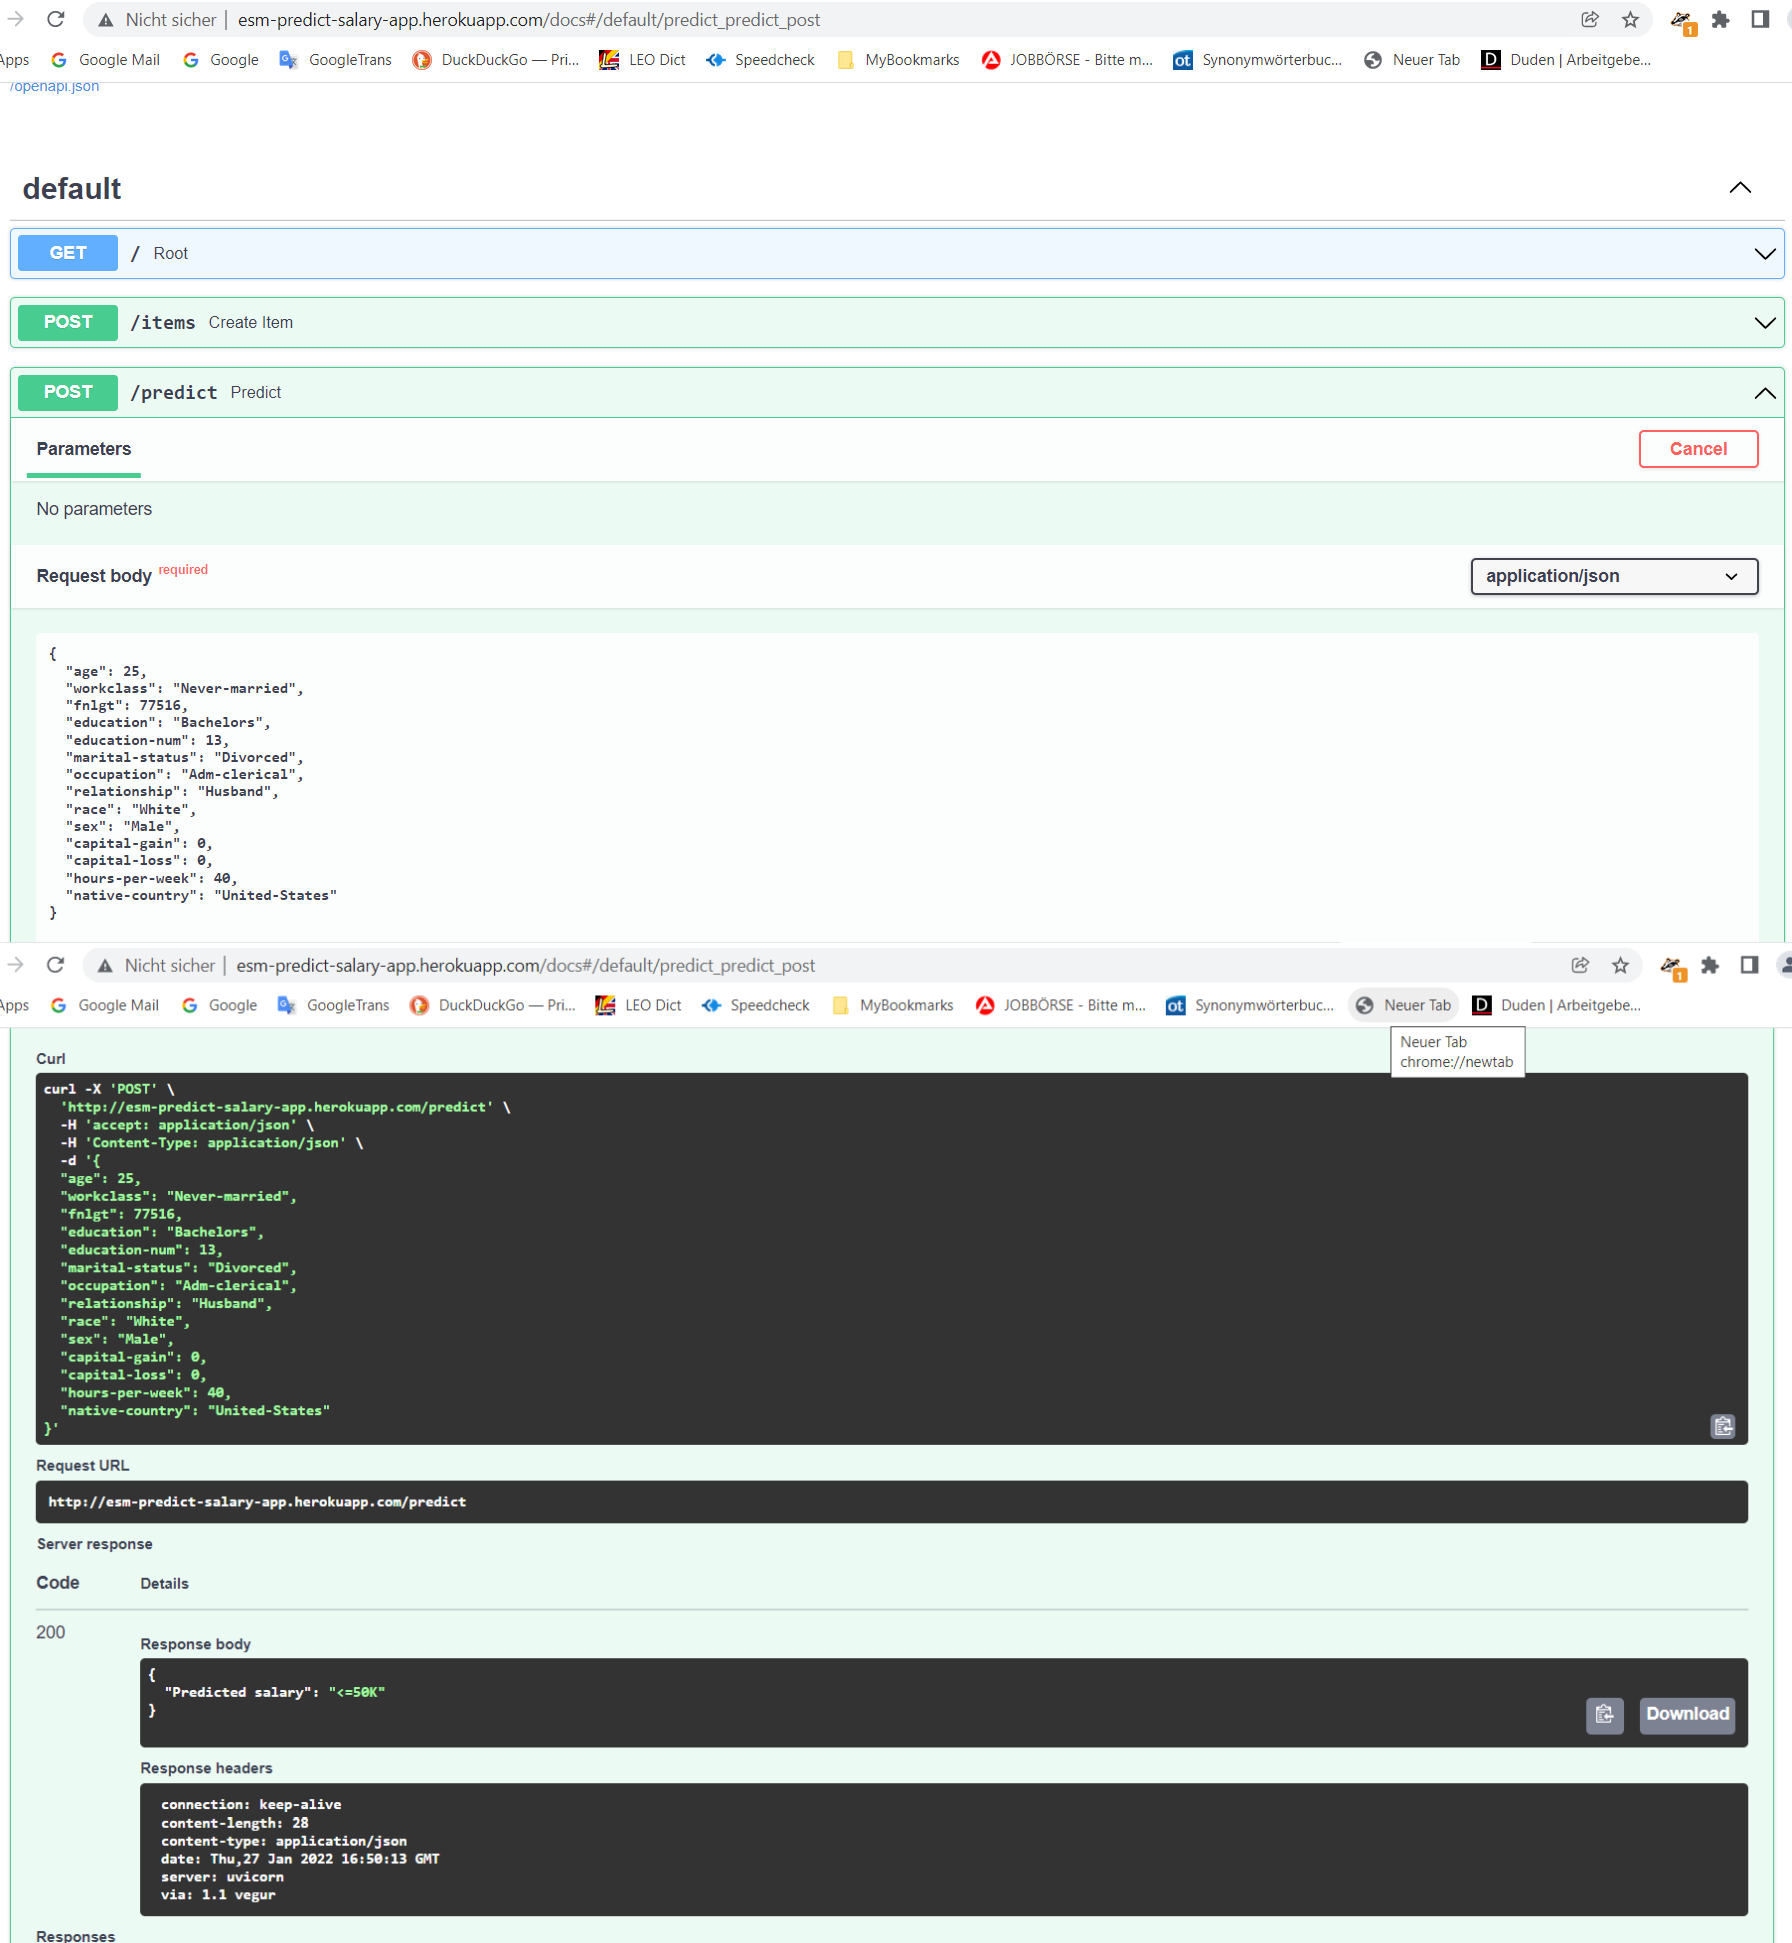 Nicht sicher | esm-predict-salary-app.herokuapp.com/docs#/default/predict_predict_post
1
Apps Google Mail Google GoogleTrans DuckDuckGo — Pri... LEO Dict Speedcheck MyBookmarks JOBBÖRSE - Bitte m... ot Synonymwörterbuc... Neuer Tab D Duden | Arbeitgebe...
/openapi.json
default
GET / Root
POST /items Create Item
POST /predict Predict
Parameters Cancel
No parameters
Request body required application/json
{
"age": 25,
"workclass": "Never-married",
"fnlgt": 77516,
"education": "Bachelors",
"education-num": 13,
"marital-status": "Divorced",
"occupation": "Adm-clerical",
"relationship": "Husband",
"race": "White",
"sex": "Male",
"capital-gain": 0,
"capital-loss": 0,
"hours-per-week": 40,
"native-country": "United-States"
}
Nicht sicher | esm-predict-salary-app.herokuapp.com/docs#/default/predict_predict_post
1
Apps Google Mail Google GoogleTrans DuckDuckGo — Pri... LEO Dict Speedcheck MyBookmarks JOBBÖRSE - Bitte m... ot Synonymwörterbuc... Neuer Tab D Duden | Arbeitgebe...
Neuer Tab
chrome://newtab
Curl
curl -X 'POST' \
'http://esm-predict-salary-app.herokuapp.com/predict' \
-H 'accept: application/json' \
-H 'Content-Type: application/json' \
-d '{
"age": 25,
"workclass": "Never-married",
"fnlgt": 77516,
"education": "Bachelors",
"education-num": 13,
"marital-status": "Divorced",
"occupation": "Adm-clerical",
"relationship": "Husband",
"race": "White",
"sex": "Male",
"capital-gain": 0,
"capital-loss": 0,
"hours-per-week": 40,
"native-country": "United-States"
}'
Request URL
http://esm-predict-salary-app.herokuapp.com/predict
Server response
Code Details
200
Response body
{
"Predicted salary": "<=50K"
}
Download
Response headers
connection: keep-alive
content-length: 28
content-type: application/json
date: Thu,27 Jan 2022 16:50:13 GMT
server: uvicorn
via: 1.1 vegur
Responses